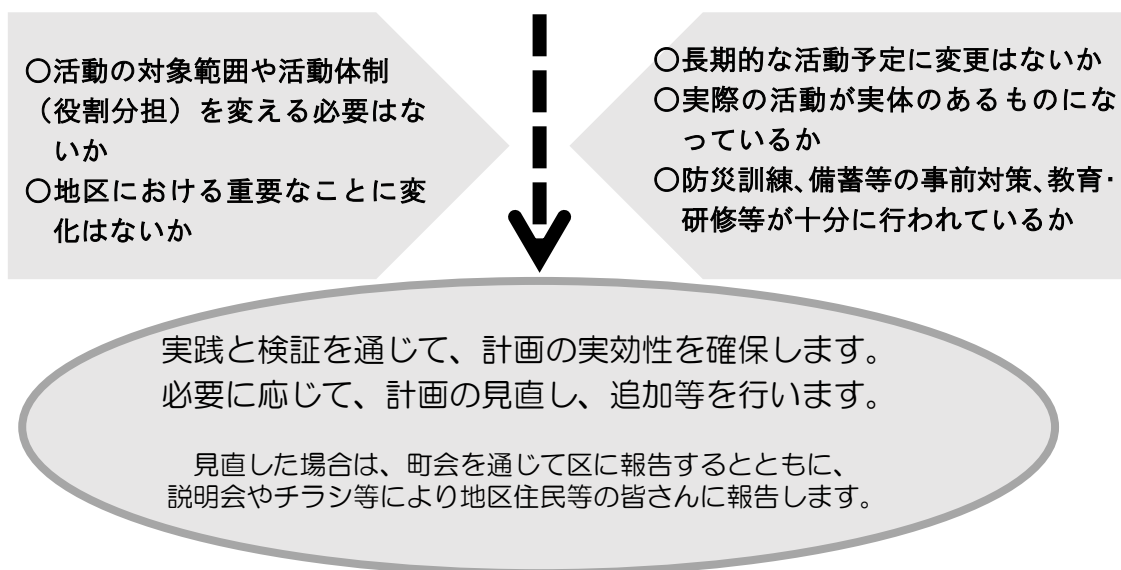 〇活動の対象範囲や活動体制
（役割分担）を変える必要はな
いか
〇地区における重要なことに変
化はないか
〇長期的な活動予定に変更はないか
〇実際の活動が実体のあるものにな
っているか
〇防災訓練、備蓄等の事前対策、教育・
研修等が十分に行われているか
実践と検証を通じて、計画の実効性を確保します。
必要に応じて、計画の見直し、追加等を行います。
見直した場合は、町会を通じて区に報告するとともに、
説明会やチラシ等により地区住民等の皆さんに報告します。